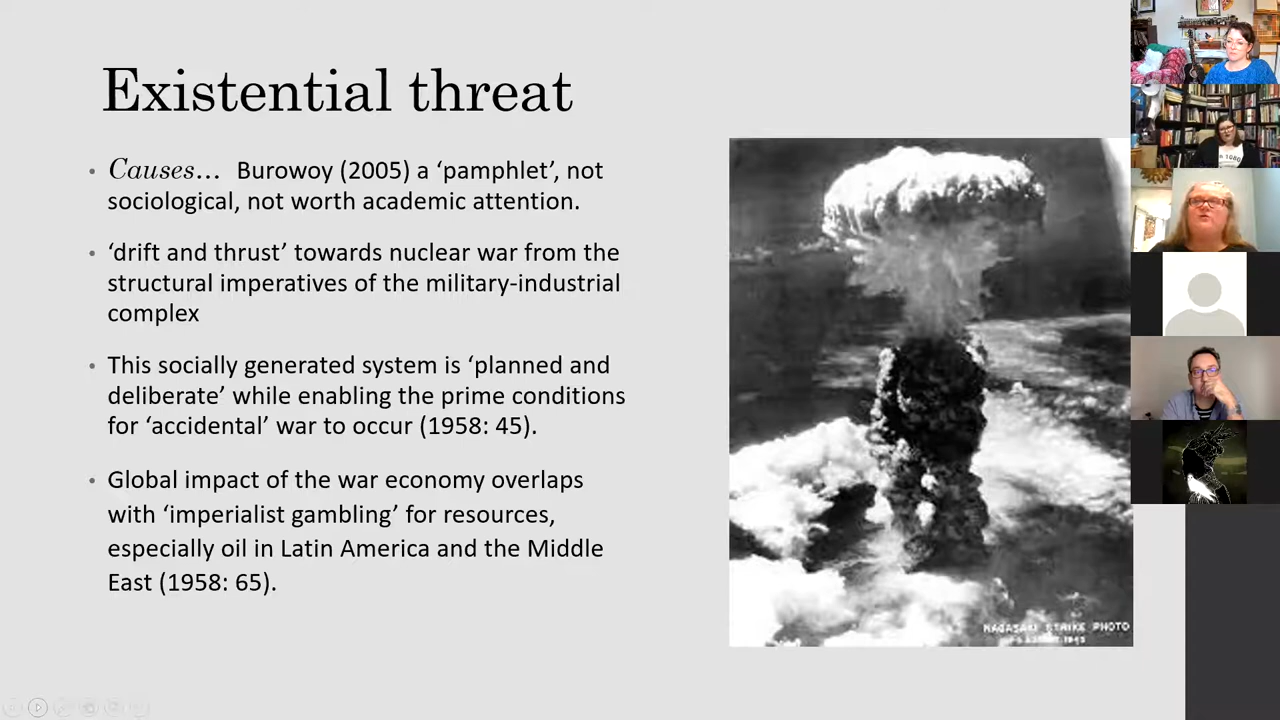 Existential threat
• Causes… Burowoy (2005) a ‘pamphlet’, not
sociological, not worth academic attention.
• ‘drift and thrust’ towards nuclear war from the
structural imperatives of the military-industrial
complex
• This socially generated system is ‘planned and
deliberate’ while enabling the prime conditions
for ‘accidental’ war to occur (1958: 45).
• Global impact of the war economy overlaps
with ‘imperialist gambling’ for resources,
especially oil in Latin America and the Middle
East (1958: 65).
NAGASAKI STRIKE PHOTO